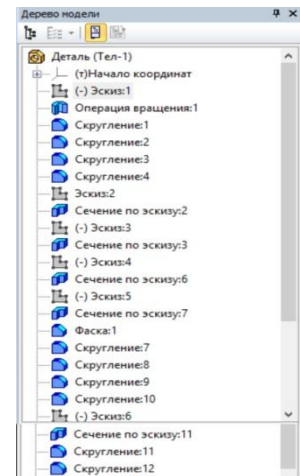 Дерево модели
Деталь (Тел-1)
(т)Начало координат
(-) Эскиз:1
Операция вращения:1
Скругление:1
Скругление:2
Скругление:3
Скругление:4
Эскиз:2
Сечение по эскизу:2
(-) Эскиз:3
Сечение по эскизу:3
(-) Эскиз:4
Сечение по эскизу:6
(-) Эскиз:5
Сечение по эскизу:7
Фаска:1
Скругление:7
Скругление:8
Скругление:9
Скругление:10
(-) Эскиз:6
Сечение по эскизу:11
Скругление:11
Скругление:12